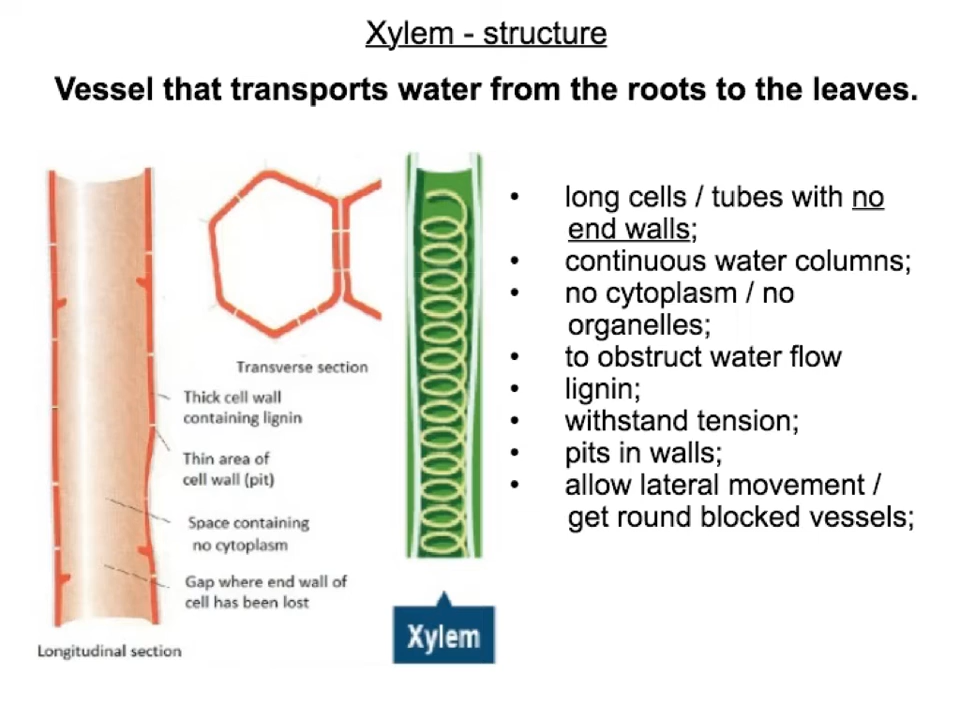 Xylem - structure
Vessel that transports water from the roots to the leaves.
• long cells / tubes with no
end walls;
• continuous water columns;
• no cytoplasm / no
organelles;
• to obstruct water flow
• lignin;
• withstand tension;
• pits in walls;
• allow lateral movement /
get round blocked vessels;
Transverse section
Thick cell wall
containing lignin
Thin area of
cell wall (pit)
Space containing
no cytoplasm
Gap where end wall of
cell has been lost
Longitudinal section
Xylem